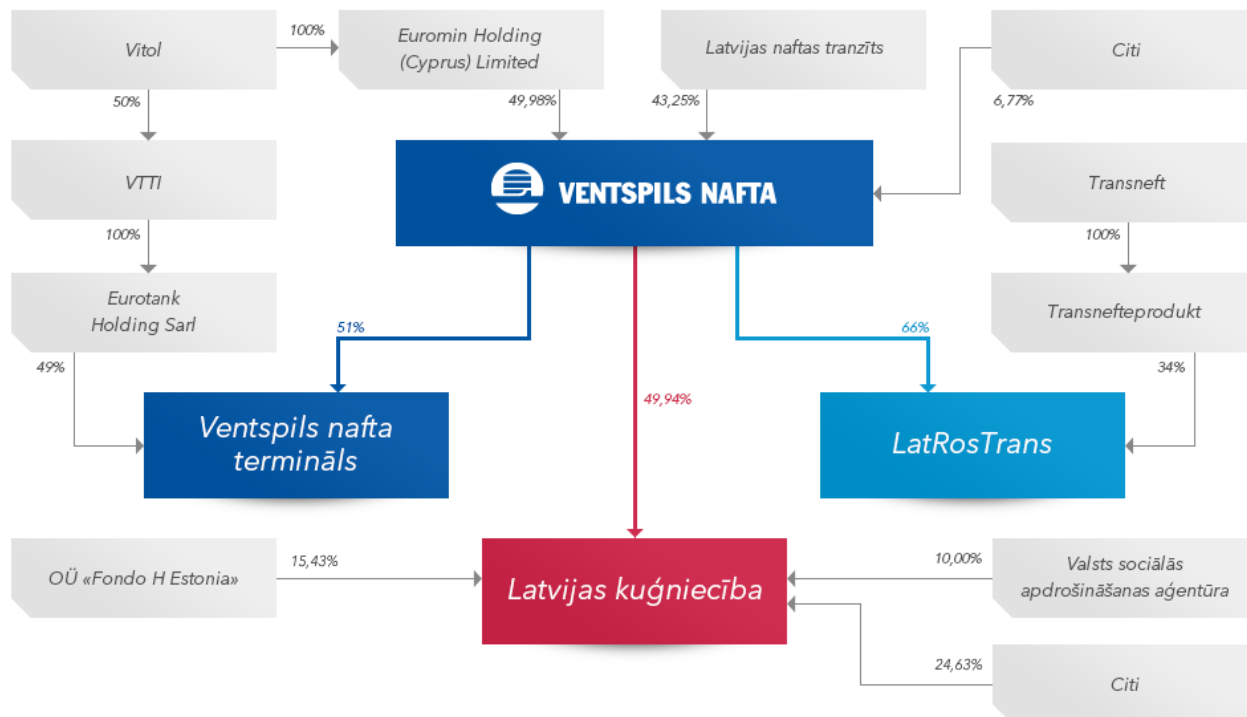 Vitol
100%
Euromin Holding
(Cyprus) Limited
Latvijas naftas tranzīts
Citi
50%
49,98%
43,25%
6,77%
VTTI
VENTSPILS NAFTA
Transneft
100%
100%
Eurotank
Holding Sarl
Transnefteprodukt
51%
66%
49%
34%
49,94%
Ventspils nafta
termināls
LatRosTrans
OÜ «Fondo H Estonia»
15,43%
Latvijas kuģniecība
10,00%
Valsts sociālās
apdrošināšanas aģentūra
24,63%
Citi